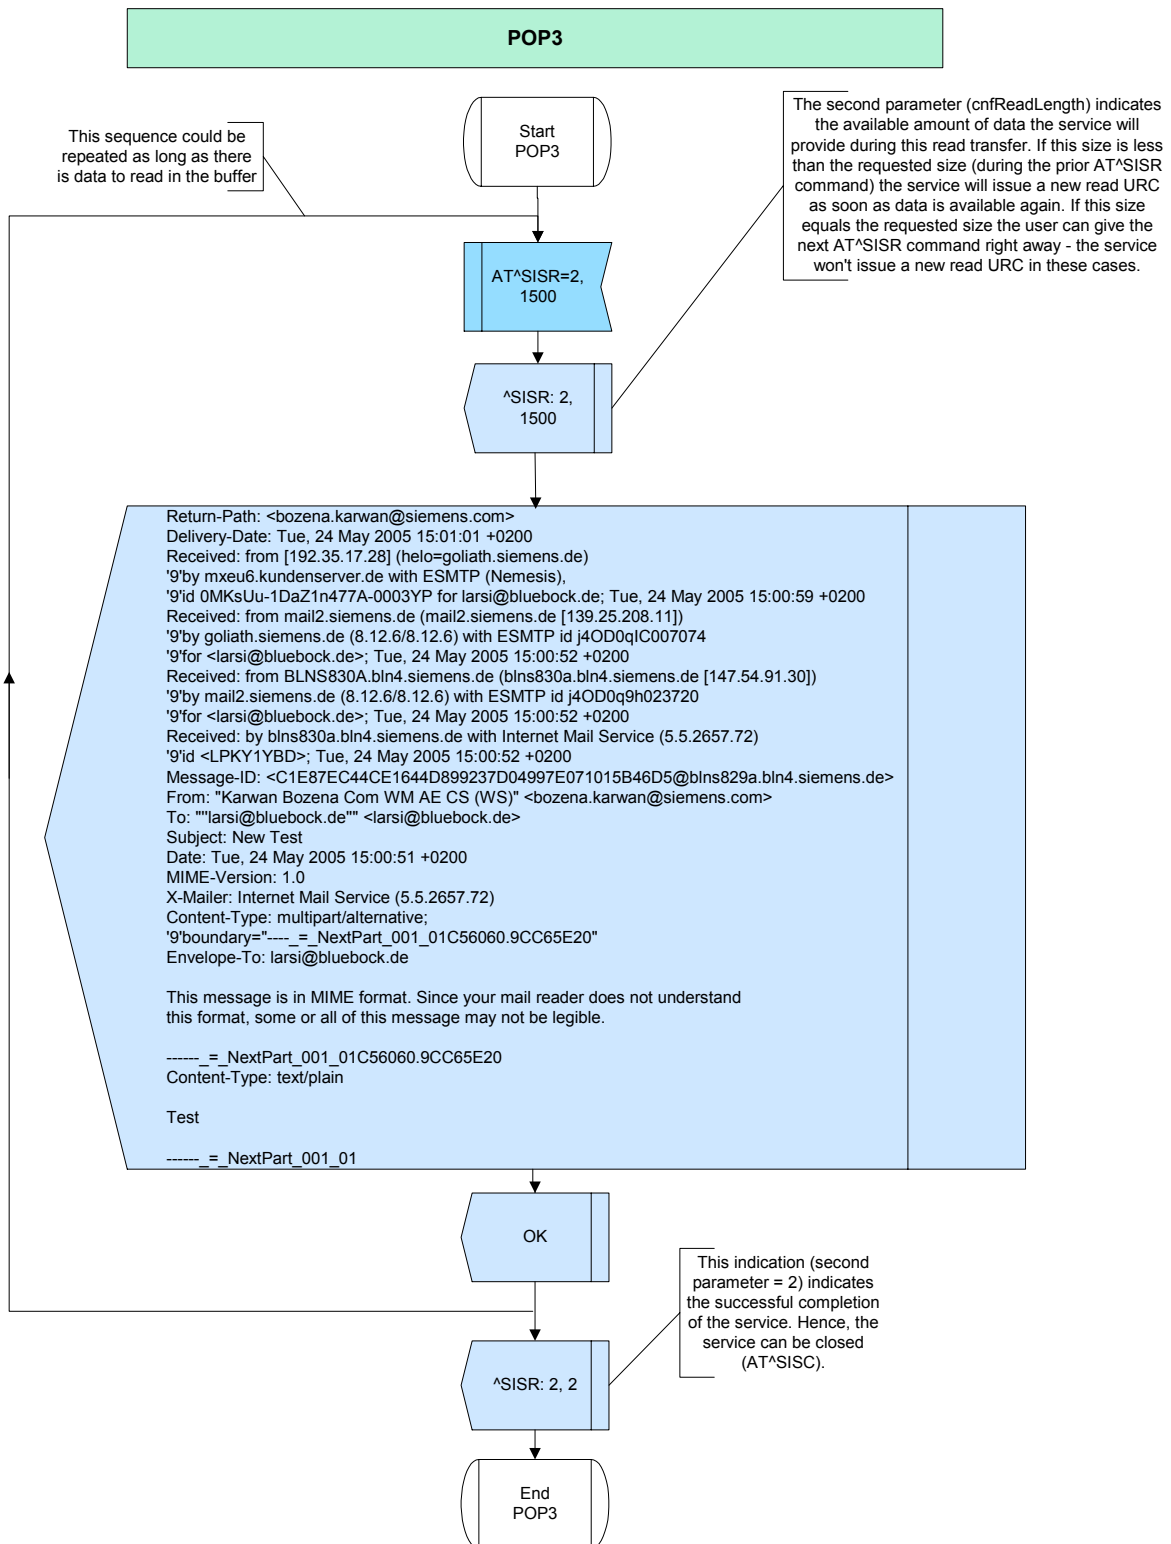 POP3
Start
POP3
This sequence could be
repeated as long as there
is data to read in the buffer
The second parameter (cnfReadLength) indicates
the available amount of data the service will
provide during this read transfer. If this size is less
than the requested size (during the prior AT^SISR
command) the service will issue a new read URC
as soon as data is available again. If this size
equals the requested size the user can give the
next AT^SISR command right away - the service
won't issue a new read URC in these cases.
AT^SISR=2,
1500
^SISR: 2,
1500
Return-Path: <bozena.karwan@siemens.com>
Delivery-Date: Tue, 24 May 2005 15:01:01 +0200
Received: from [192.35.17.28] (helo=goliath.siemens.de)
'9'by mxeu6.kundenserver.de with ESMTP (Nemesis),
'9'id 0MKsUu-1DaZ1n477A-0003YP for larsi@bluebock.de; Tue, 24 May 2005 15:00:59 +0200
Received: from mail2.siemens.de (mail2.siemens.de [139.25.208.11])
'9'by goliath.siemens.de (8.12.6/8.12.6) with ESMTP id j4OD0qIC007074
'9'for <larsi@bluebock.de>; Tue, 24 May 2005 15:00:52 +0200
Received: from BLNS830A.bln4.siemens.de (blns830a.bln4.siemens.de [147.54.91.30])
'9'by mail2.siemens.de (8.12.6/8.12.6) with ESMTP id j4OD0q9h023720
'9'for <larsi@bluebock.de>; Tue, 24 May 2005 15:00:52 +0200
Received: by blns830a.bln4.siemens.de with Internet Mail Service (5.5.2657.72)
'9'id <LPKY1YBD>; Tue, 24 May 2005 15:00:52 +0200
Message-ID: <C1E87EC44CE1644D899237D04997E071015B46D5@blns829a.bln4.siemens.de>
From: "Karwan Bozena Com WM AE CS (WS)" <bozena.karwan@siemens.com>
To: ""'larsi@bluebock.de'"" <larsi@bluebock.de>
Subject: New Test
Date: Tue, 24 May 2005 15:00:51 +0200
MIME-Version: 1.0
X-Mailer: Internet Mail Service (5.5.2657.72)
Content-Type: multipart/alternative;
'9'boundary="----_=_NextPart_001_01C56060.9CC65E20"
Envelope-To: larsi@bluebock.de
This message is in MIME format. Since your mail reader does not understand
this format, some or all of this message may not be legible.
------_=_NextPart_001_01C56060.9CC65E20
Content-Type: text/plain
Test
------_=_NextPart_001_01
OK
This indication (second
parameter = 2) indicates
the successful completion
of the service. Hence, the
service can be closed
(AT^SISC).
^SISR: 2, 2
End
POP3